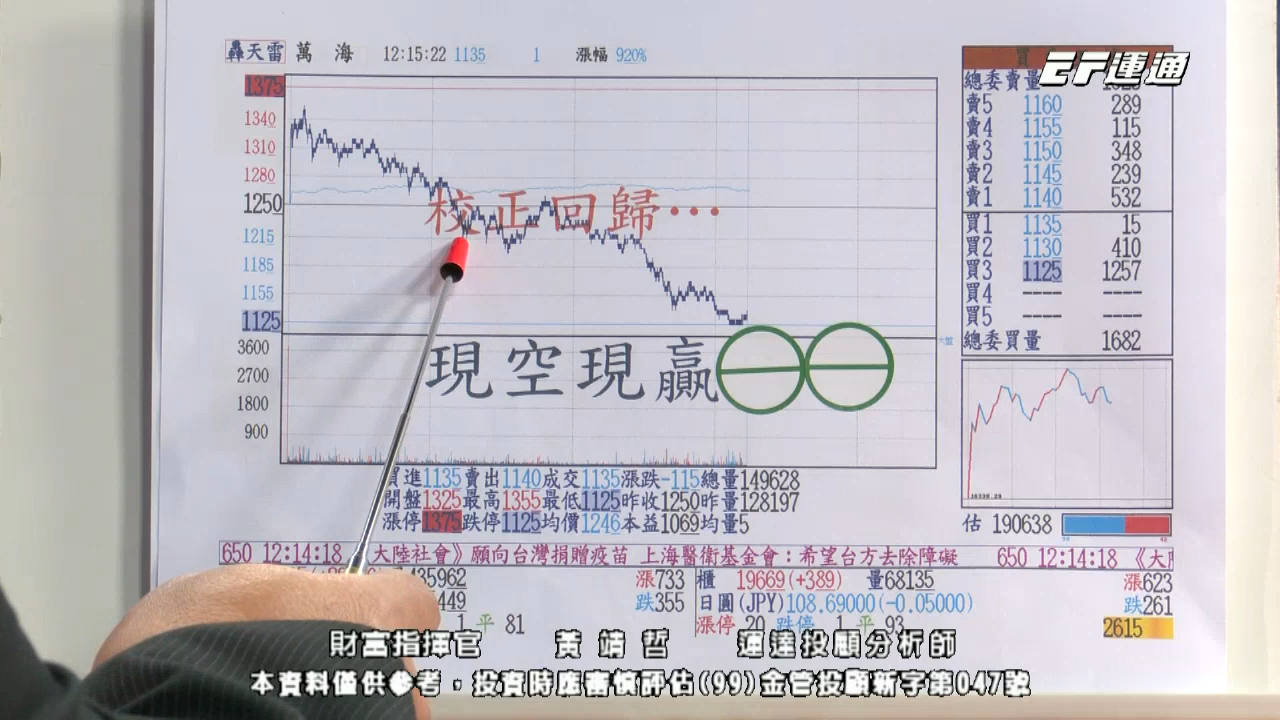 轟天雷 萬 海 12:15:22 1135 1 漲幅 920%
買
EF運通
總委賣量
賣5 1160 289
賣4 1155 115
賣3 1150 348
賣2 1145 239
賣1 1140 532
買1 1135 15
買2 1130 410
買3 1125 1257
買4 ---- ----
買5 ---- ----
總委買量 1682
1375
1340
1310
1280
1250
1215
1185
1155
1125
3600
2700
1800
900
校正回歸…
現空現贏
大盤
買進1135賣出1140成交1135漲跌-115總量149628
開盤1325最高1355最低1125昨收1250昨量128197
漲停1375跌停1125均價1246本益1069均量5
估 190638
650 12:14:18 《大陸社會》願向台灣捐贈疫苗 上海醫衛基金會：希望台方去除障礙 650 12:14:18 《大
435962 漲733 櫃 19669(+389) 量68135 漲623
449 跌355 日圓(JPY)108.69000(-0.05000) 跌261
1 平 81 漲停 20 跌停 1 平 93 2615
財富指揮官 黃靖哲 運達投顧分析師
本資料僅供參考，投資時應審慎評估(99)金管投顧新字第047號